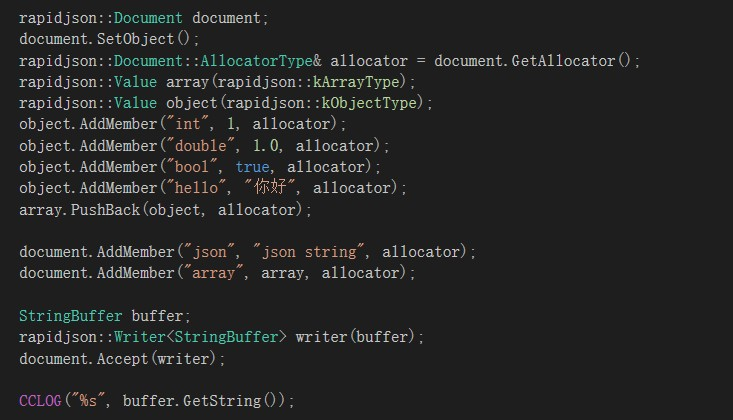 rapidjson::Document document;
document.SetObject();
rapidjson::Document::AllocatorType& allocator = document.GetAllocator();
rapidjson::Value array(rapidjson::kArrayType);
rapidjson::Value object(rapidjson::kObjectType);
object.AddMember("int", 1, allocator);
object.AddMember("double", 1.0, allocator);
object.AddMember("bool", true, allocator);
object.AddMember("hello", "你好", allocator);
array.PushBack(object, allocator);
document.AddMember("json", "json string", allocator);
document.AddMember("array", array, allocator);
StringBuffer buffer;
rapidjson::Writer<StringBuffer> writer(buffer);
document.Accept(writer);
CCLOG("%s", buffer.GetString());